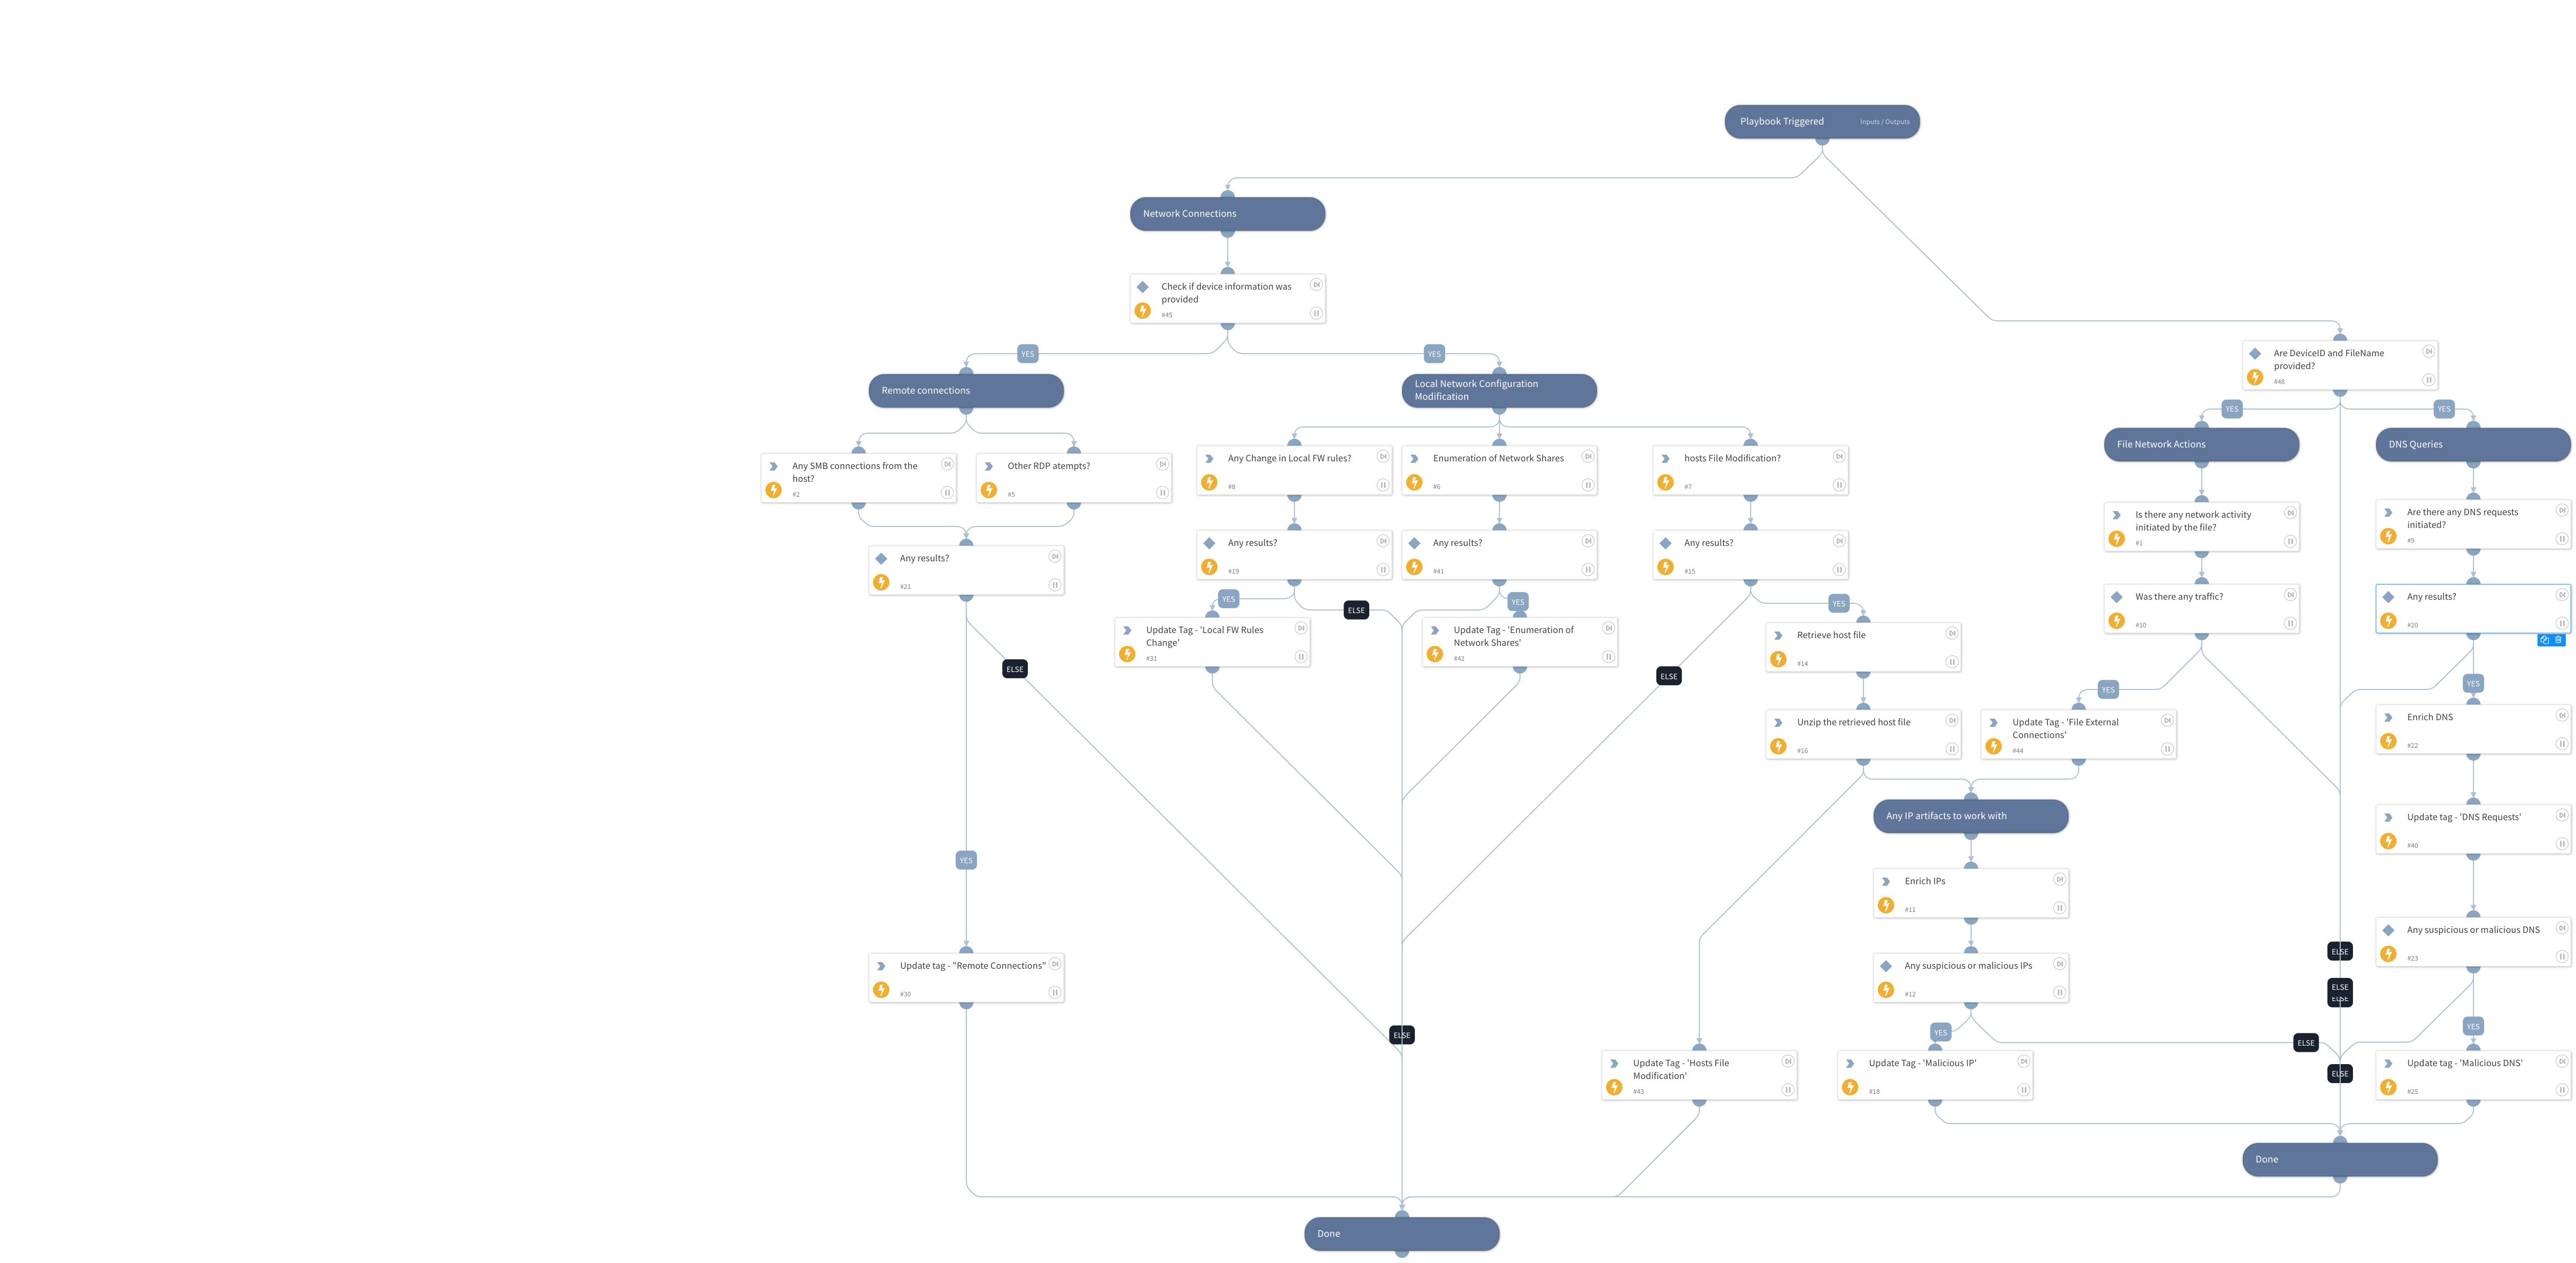 Playbook Triggered
Inputs / Outputs
Network Connections
Check if device information was
provided
#45
YES
YES
Remote connections
Local Network Configuration
Modification
Are DeviceID and FileName
provided?
#48
YES
YES
File Network Actions
DNS Queries
Any SMB connections from the
host?
#2
Other RDP atempts?
#5
Any Change in Local FW rules?
#8
Enumeration of Network Shares
#6
hosts File Modification?
#7
Is there any network activity
initiated by the file?
#1
Are there any DNS requests
initiated?
#9
Any results?
#21
Any results?
#19
Any results?
#41
Any results?
#15
Was there any traffic?
#10
Any results?
#20
YES
ELSE
YES
YES
Update Tag - 'Local FW Rules
Change'
#31
Update Tag - 'Enumeration of
Network Shares'
#42
Retrieve host file
#14
ELSE
ELSE
YES
YES
Unzip the retrieved host file
#16
Update Tag - 'File External
Connections'
#44
Enrich DNS
#22
Any IP artifacts to work with
Update tag - 'DNS Requests'
#40
YES
Enrich IPs
#11
Any suspicious or malicious DNS
#23
ELSE
Update tag - "Remote Connections"
#30
Any suspicious or malicious IPs
#12
ELSE
ELSE
ELSE
YES
ELSE
YES
Update Tag - 'Hosts File
Modification'
#43
Update Tag - 'Malicious IP'
#18
ELSE
Update tag - 'Malicious DNS'
#25
Done
Done